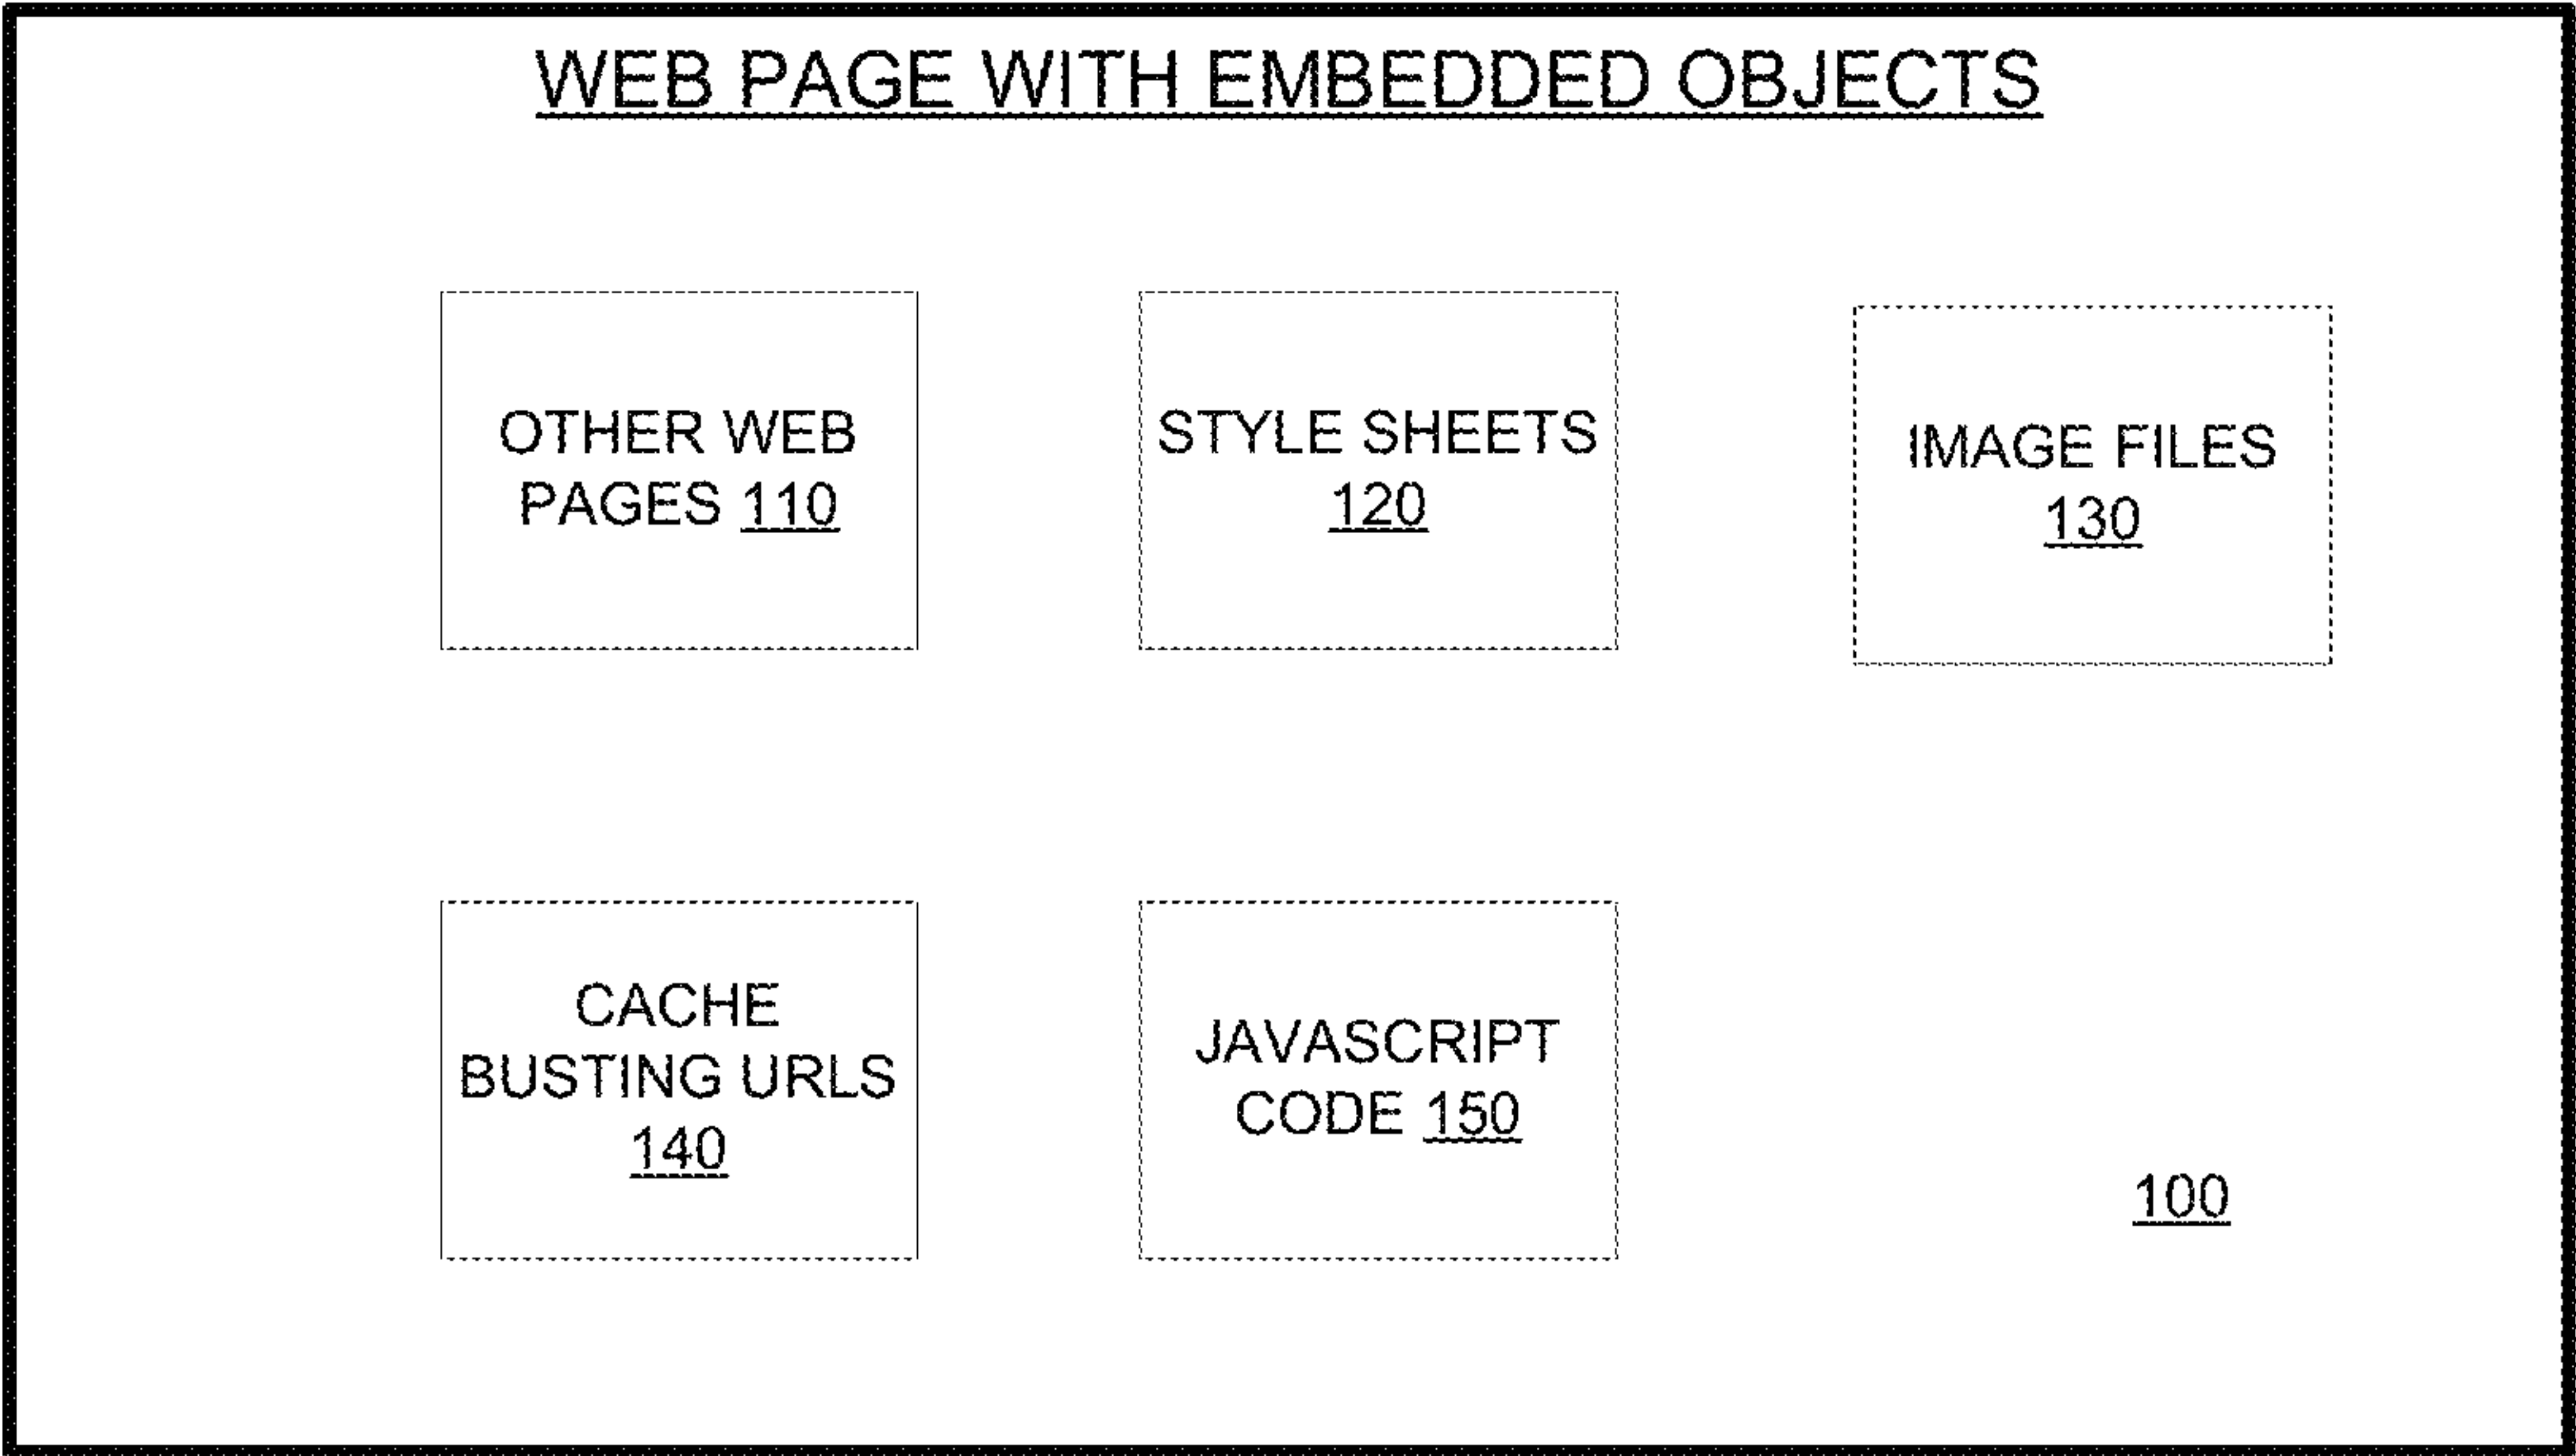 WEB PAGE WITH EMBEDDED OBJECTS
OTHER WEB
PAGES 110
STYLE SHEETS
120
IMAGE FILES
130
CACHE
BUSTING URLS
140
JAVASCRIPT
CODE 150
100